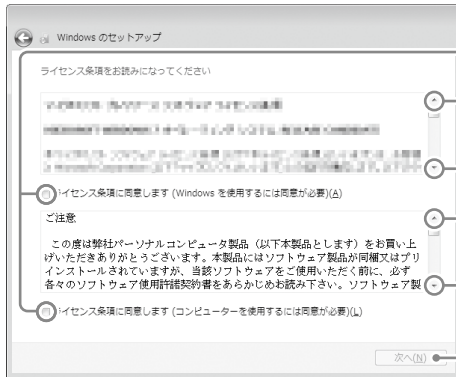 Windows のセットアップ
ライセンス条項をお読みになってください
イセンス条項に同意します (Windows を使用するには同意が必要)(A)
ご注意
この度は弊社パーソナルコンピュータ製品（以下本製品とします）をお買い上
げいただきありがとうございます。本製品にはソフトウェア製品が同梱又はプリ
インストールされていますが、当該ソフトウェアをご使用いただく前に、必ず
各々のソフトウェア使用許諾契約書をあらかじめお読み下さい。ソフトウェア製
イセンス条項に同意します (コンピューターを使用するには同意が必要)(L)
次へ(N)